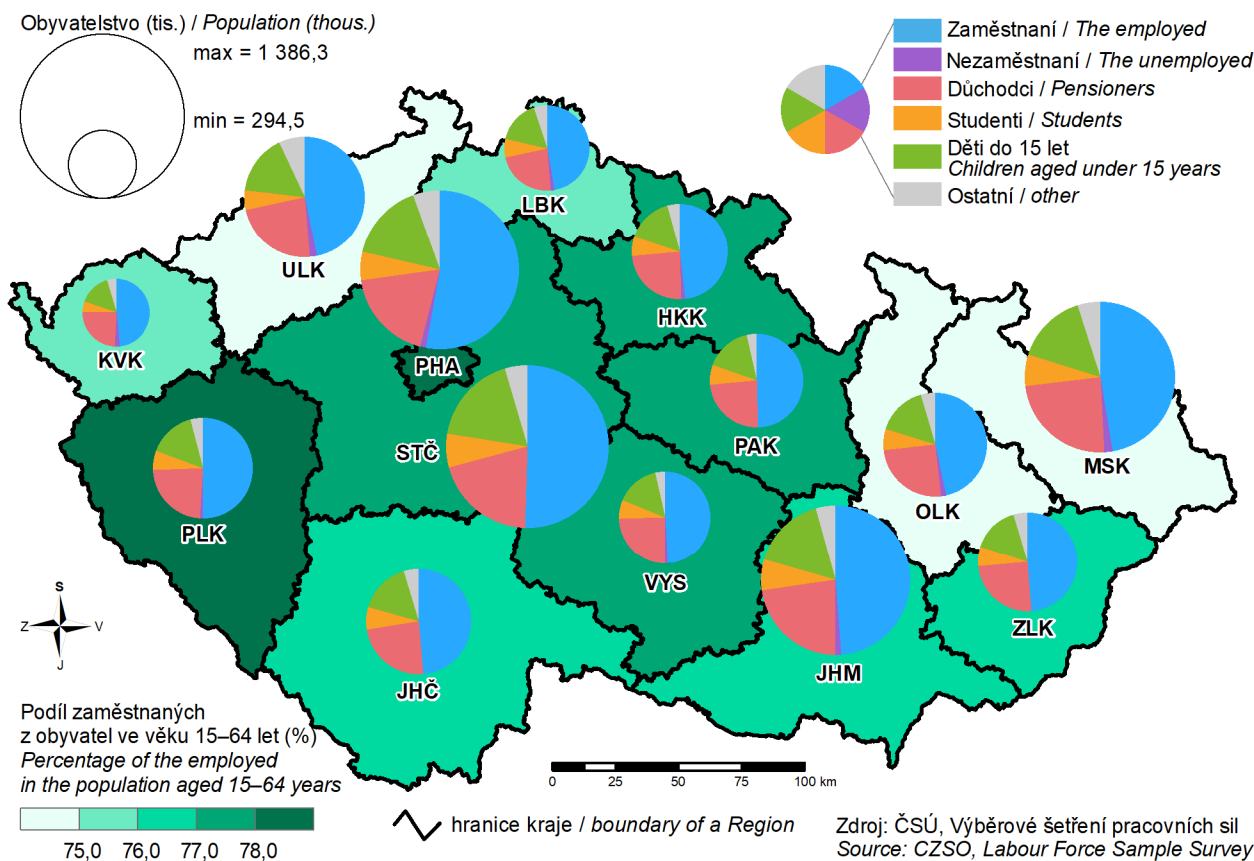 Obyvatelstvo (tis.) / Population (thous.)
max = 1 386,3
min = 294,5
Zaměstnaní / The employed
Nezaměstnaní / The unemployed
Důchodci / Pensioners
Studenti / Students
Děti do 15 let
Children aged under 15 years
Ostatní / other
LBK
ULK
HKK
KVK
PHA
STČ
PAK
MSK
PLK
OLK
VYS
ZLK
JHM
JHČ
S
Z
V
J
Podíl zaměstnaných
z obyvatel ve věku 15–64 let (%)
Percentage of the employed
in the population aged 15–64 years
75,0 76,0 77,0 78,0
0 25 50 75 100 km
hranice kraje / boundary of a Region
Zdroj: ČSÚ, Výběrové šetření pracovních sil
Source: CZSO, Labour Force Sample Survey